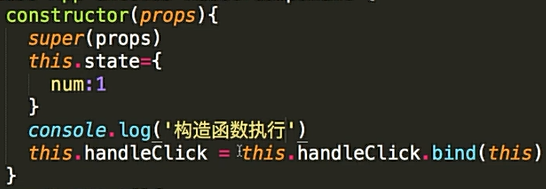 constructor(props){
super(props)
this.state={
num:1
}
console.log('构造函数执行')
this.handleClick = this.handleClick.bind(this)
}